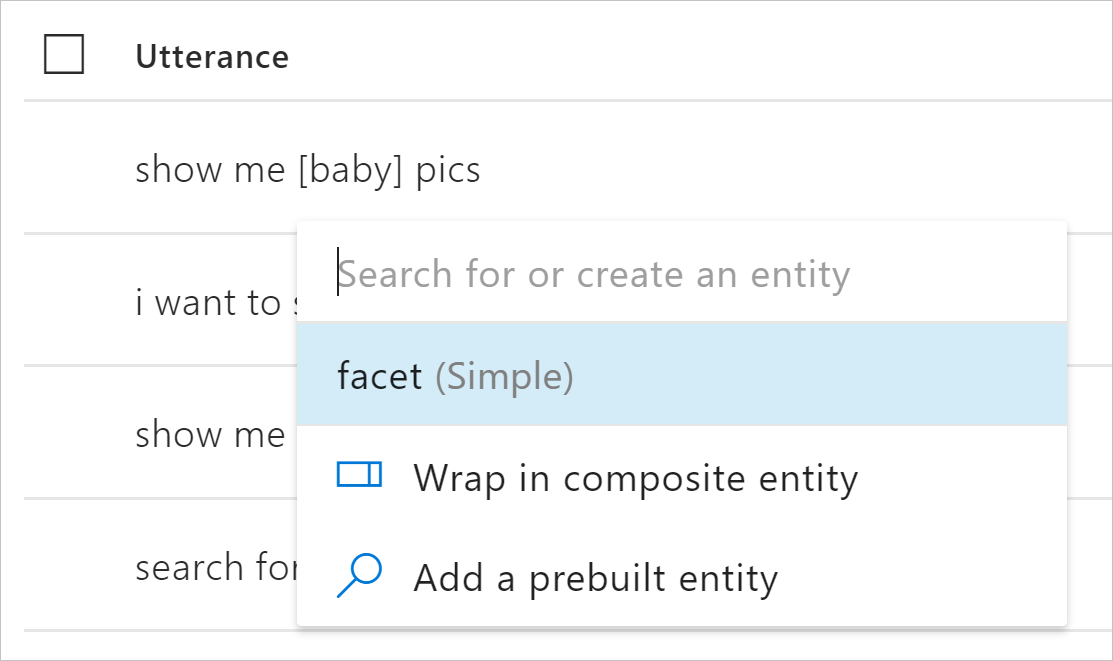 Utterance
show me [baby] pics
Search for or create an entity
i want to
facet (Simple)
show me
Wrap in composite entity
search for
Add a prebuilt entity